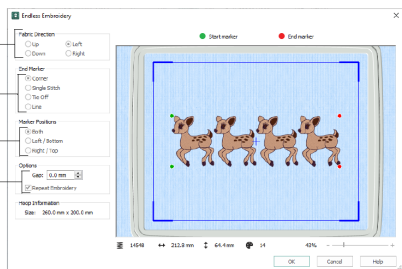 Endless Embroidery
Fabric Direction
Up Left
Down Right
Start marker End marker
End Marker
Corner
Single Stitch
Tie Off
Line
Marker Positions
Both
Left / Bottom
Right / Top
Options
Gap: 0.0 mm
Repeat Embroidery
Hoop Information
Size: 260.0 mm x 200.0 mm
14548 212.8 mm 64.4 mm 14 43%
OK Cancel Help